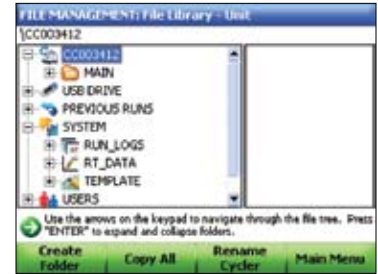 FILE MANAGEMENT: File Library - Unit
\CC003412
CC003412
MAIN
USB DRIVE
PREVIOUS RUNS
SYSTEM
RUN_LOGS
RT_DATA
TEMPLATE
USERS
Use the arrows on the keypad to navigate through the file tree. Press
"ENTER" to expand and collapse folders.
Create Folder
Copy All
Rename Cycler
Main Menu